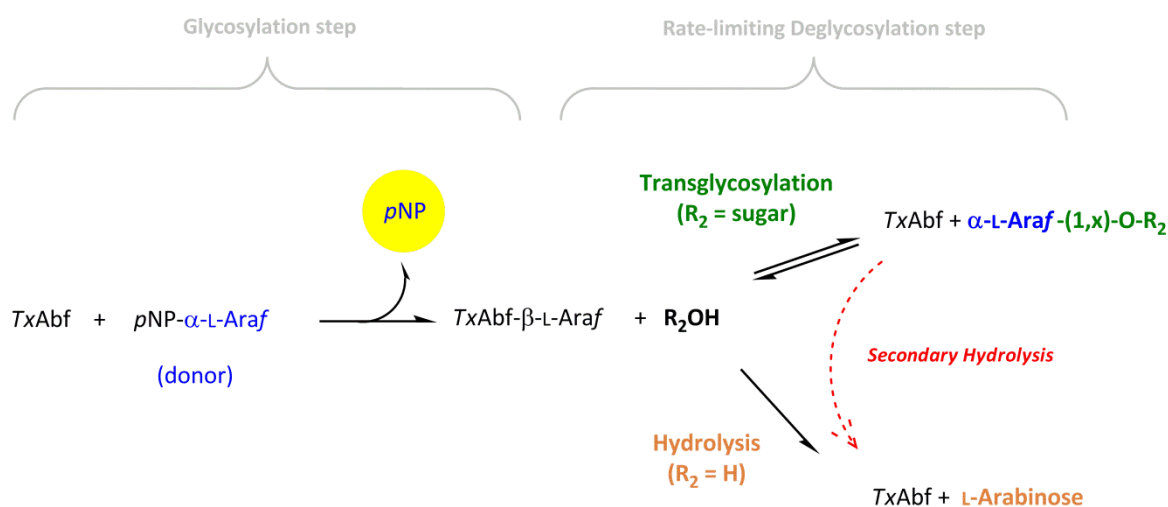 Glycosylation step
Rate-limiting Deglycosylation step
pNP
Transglycosylation
(R₂ = sugar)
TxAbf + α-L-Araf-(1,x)-O-R₂
TxAbf + pNP-α-L-Araf
TxAbf-β-L-Araf + R₂OH
(donor)
Secondary Hydrolysis
Hydrolysis
(R₂ = H)
TxAbf + L-Arabinose